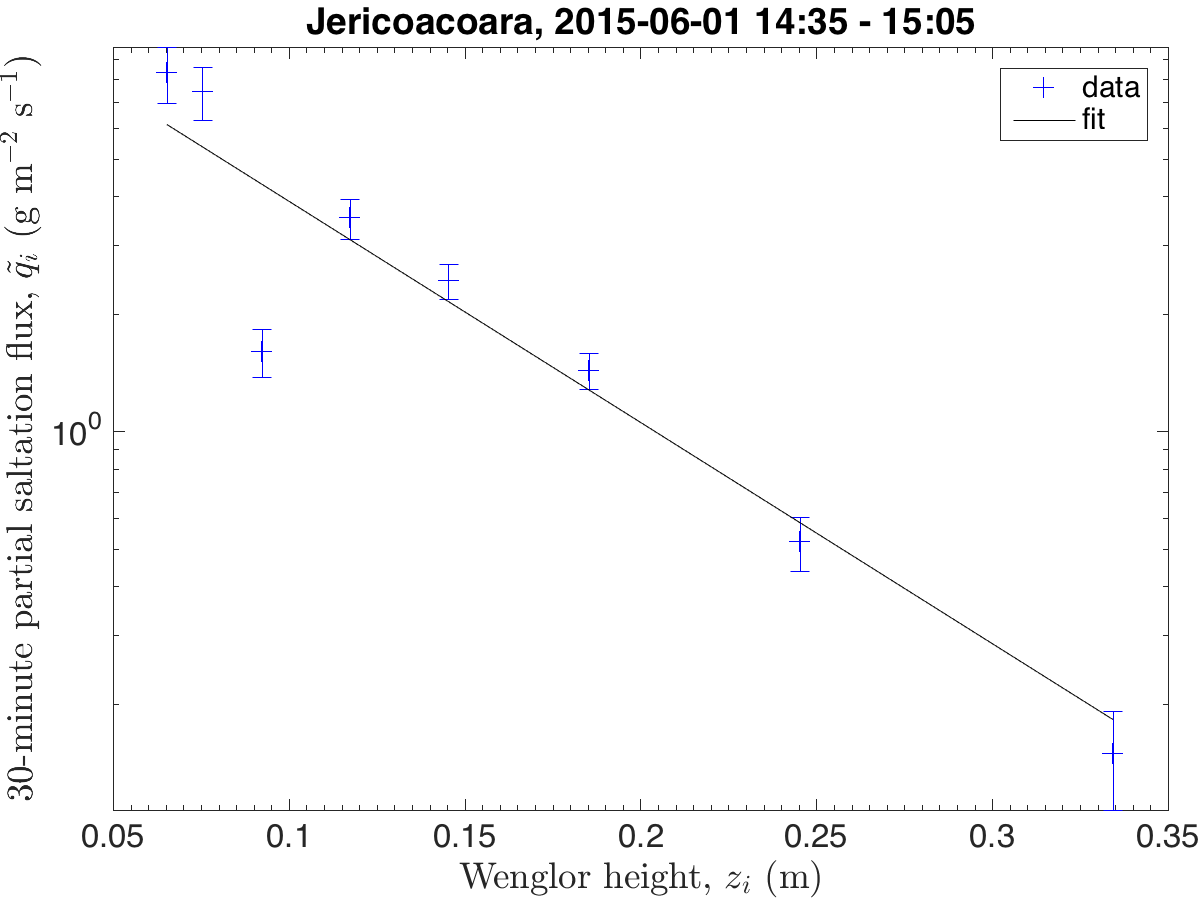 Jericoacoara, 2015-06-01 14:35 - 15:05
30-minute partial saltation flux, q̃ᵢ (g m⁻² s⁻¹)
10⁰
data
fit
0.05 0.1 0.15 0.2 0.25 0.3 0.35
Wenglor height, zᵢ (m)